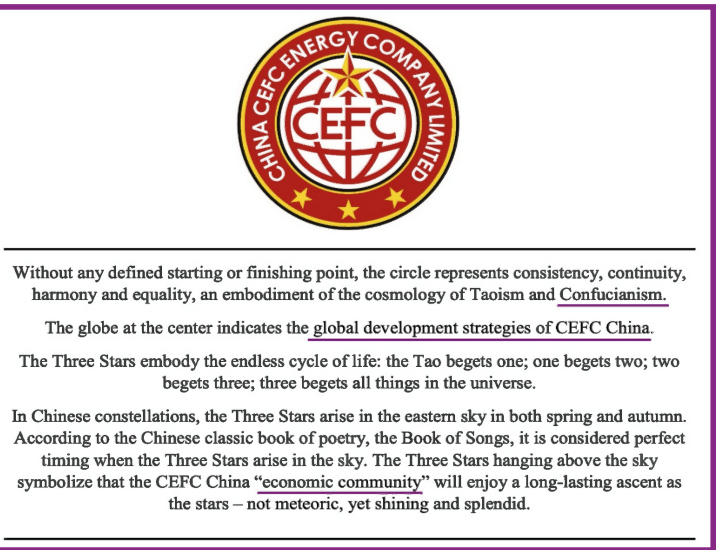 CHINA CEFC ENERGY COMPANY LIMITED
CEFC
Without any defined starting or finishing point, the circle represents consistency, continuity,
harmony and equality, an embodiment of the cosmology of Taoism and Confucianism.
The globe at the center indicates the global development strategies of CEFC China.
The Three Stars embody the endless cycle of life: the Tao begets one; one begets two; two
begets three; three begets all things in the universe.
In Chinese constellations, the Three Stars arise in the eastern sky in both spring and autumn.
According to the Chinese classic book of poetry, the Book of Songs, it is considered perfect
timing when the Three Stars arise in the sky. The Three Stars hanging above the sky
symbolize that the CEFC China “economic community” will enjoy a long-lasting ascent as
the stars – not meteoric, yet shining and splendid.